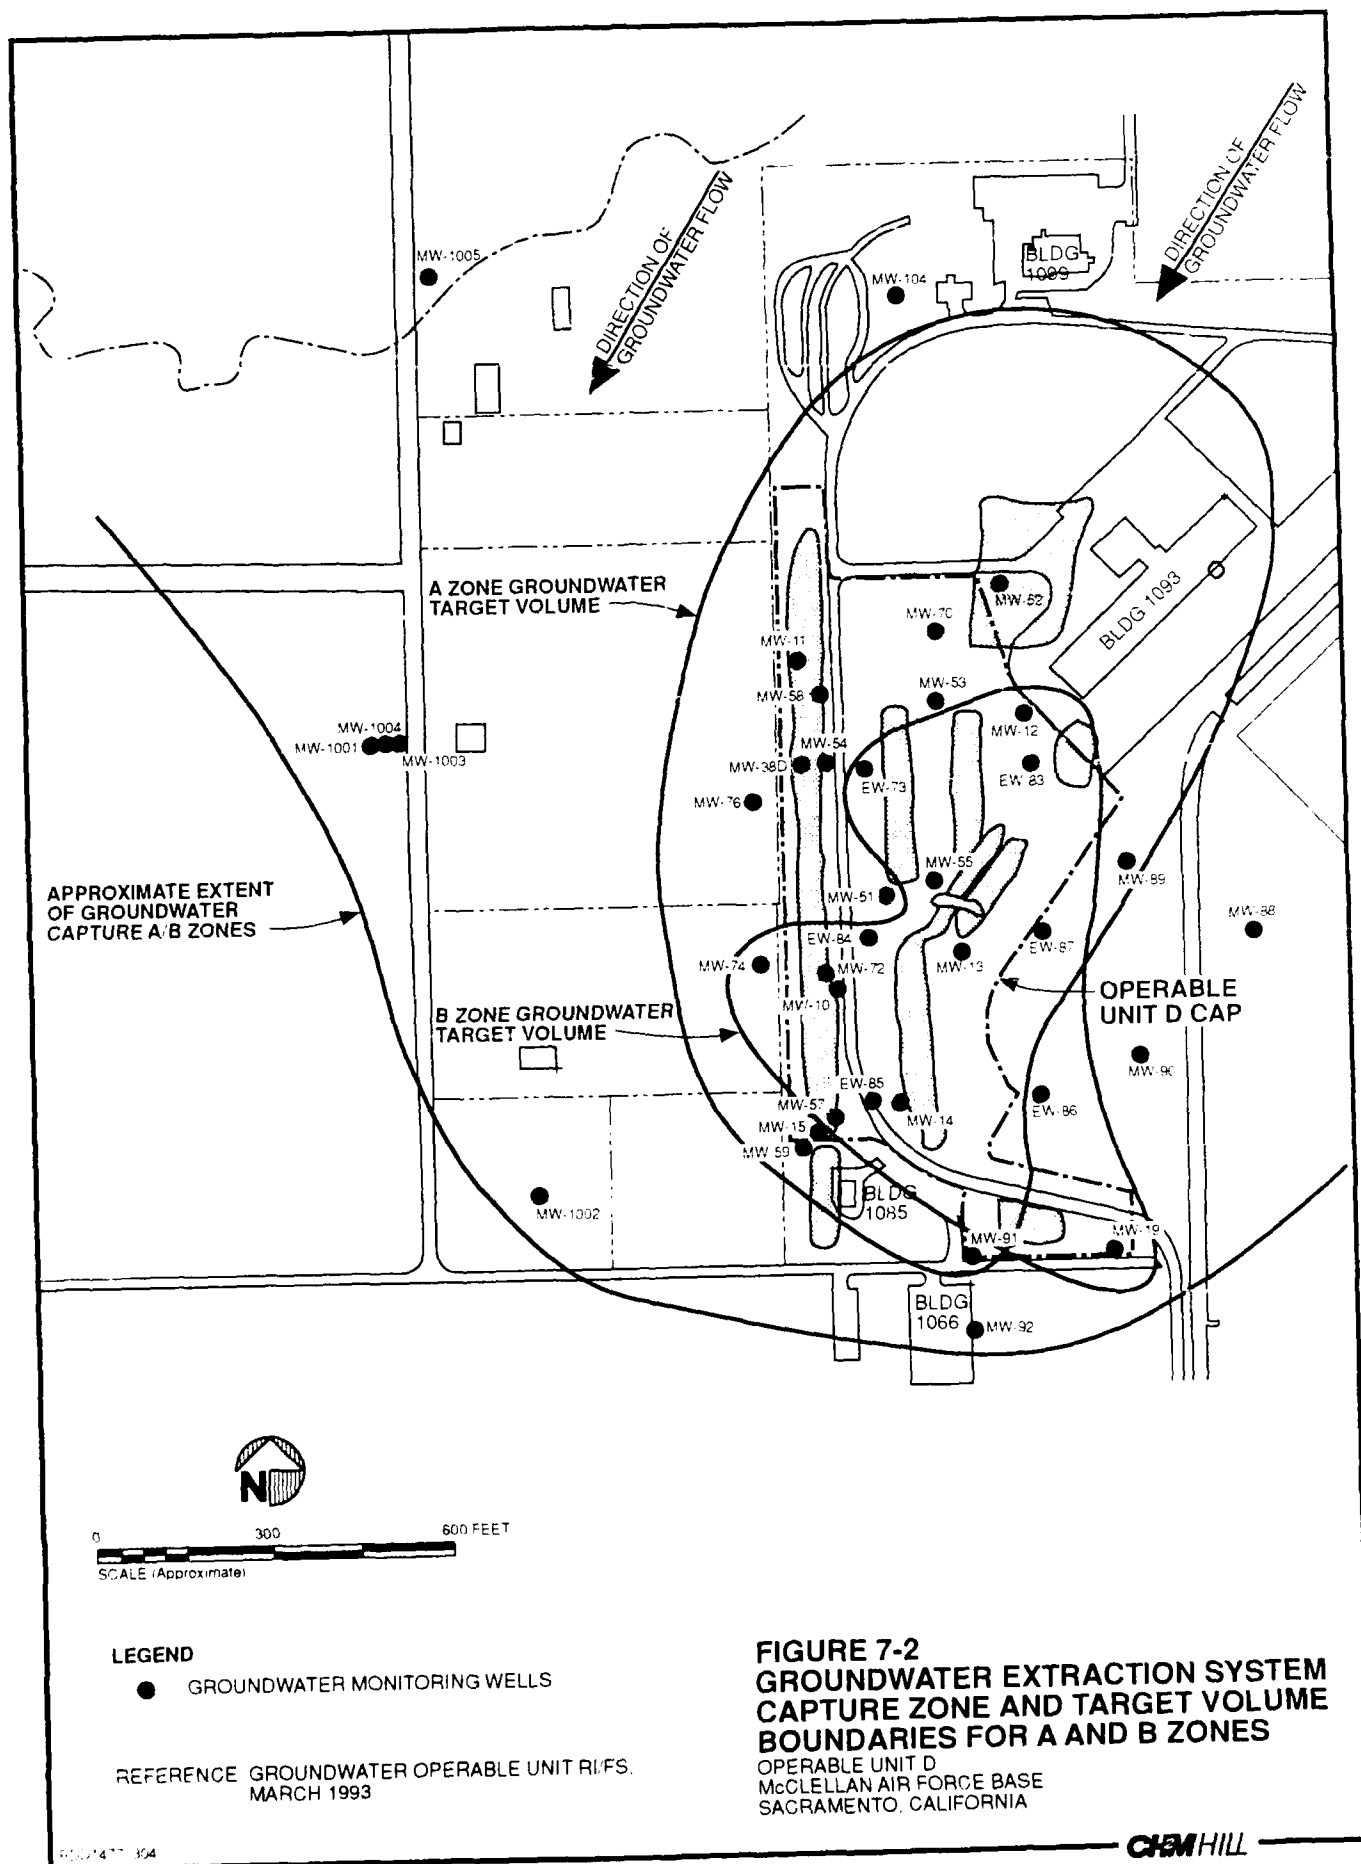 DIRECTION OF
GROUNDWATER FLOW
DIRECTION OF
GROUNDWATER FLOW
MW-1005
MW-104
BLDG
1099
A ZONE GROUNDWATER
TARGET VOLUME
MW-52
MW-70
BLDG 1093
MW-11
MW-58
MW-53
MW-12
MW-1004
MW-1001
MW-1003
MW-54
MW-38D
EW-73
EW-83
MW-76
MW-55
MW-89
MW-51
APPROXIMATE EXTENT
OF GROUNDWATER
CAPTURE A/B ZONES
MW-88
EW-84
EW-87
MW-74
MW-72
MW-13
MW-10
OPERABLE
UNIT D CAP
B ZONE GROUNDWATER
TARGET VOLUME
MW-90
EW-85
EW-86
MW-57
MW-14
MW-15
MW-59
BLDG
1085
MW-1002
MW-91
MW-19
BLDG
1066
MW-92
N
0 300 600 FEET
SCALE (Approximate)
LEGEND
GROUNDWATER MONITORING WELLS
REFERENCE GROUNDWATER OPERABLE UNIT RI/FS,
MARCH 1993
FIGURE 7-2
GROUNDWATER EXTRACTION SYSTEM
CAPTURE ZONE AND TARGET VOLUME
BOUNDARIES FOR A AND B ZONES
OPERABLE UNIT D
McCLELLAN AIR FORCE BASE
SACRAMENTO, CALIFORNIA
CH2M HILL